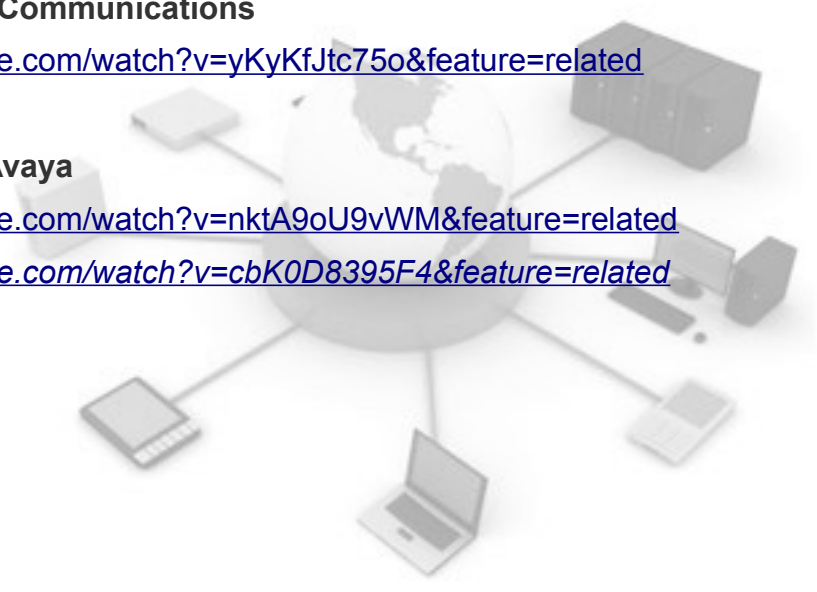 Communications
e.com/watch?v=yKyKfJtc75o&feature=related
Avaya
e.com/watch?v=nktA9oU9vWM&feature=related
e.com/watch?v=cbK0D8395F4&feature=related